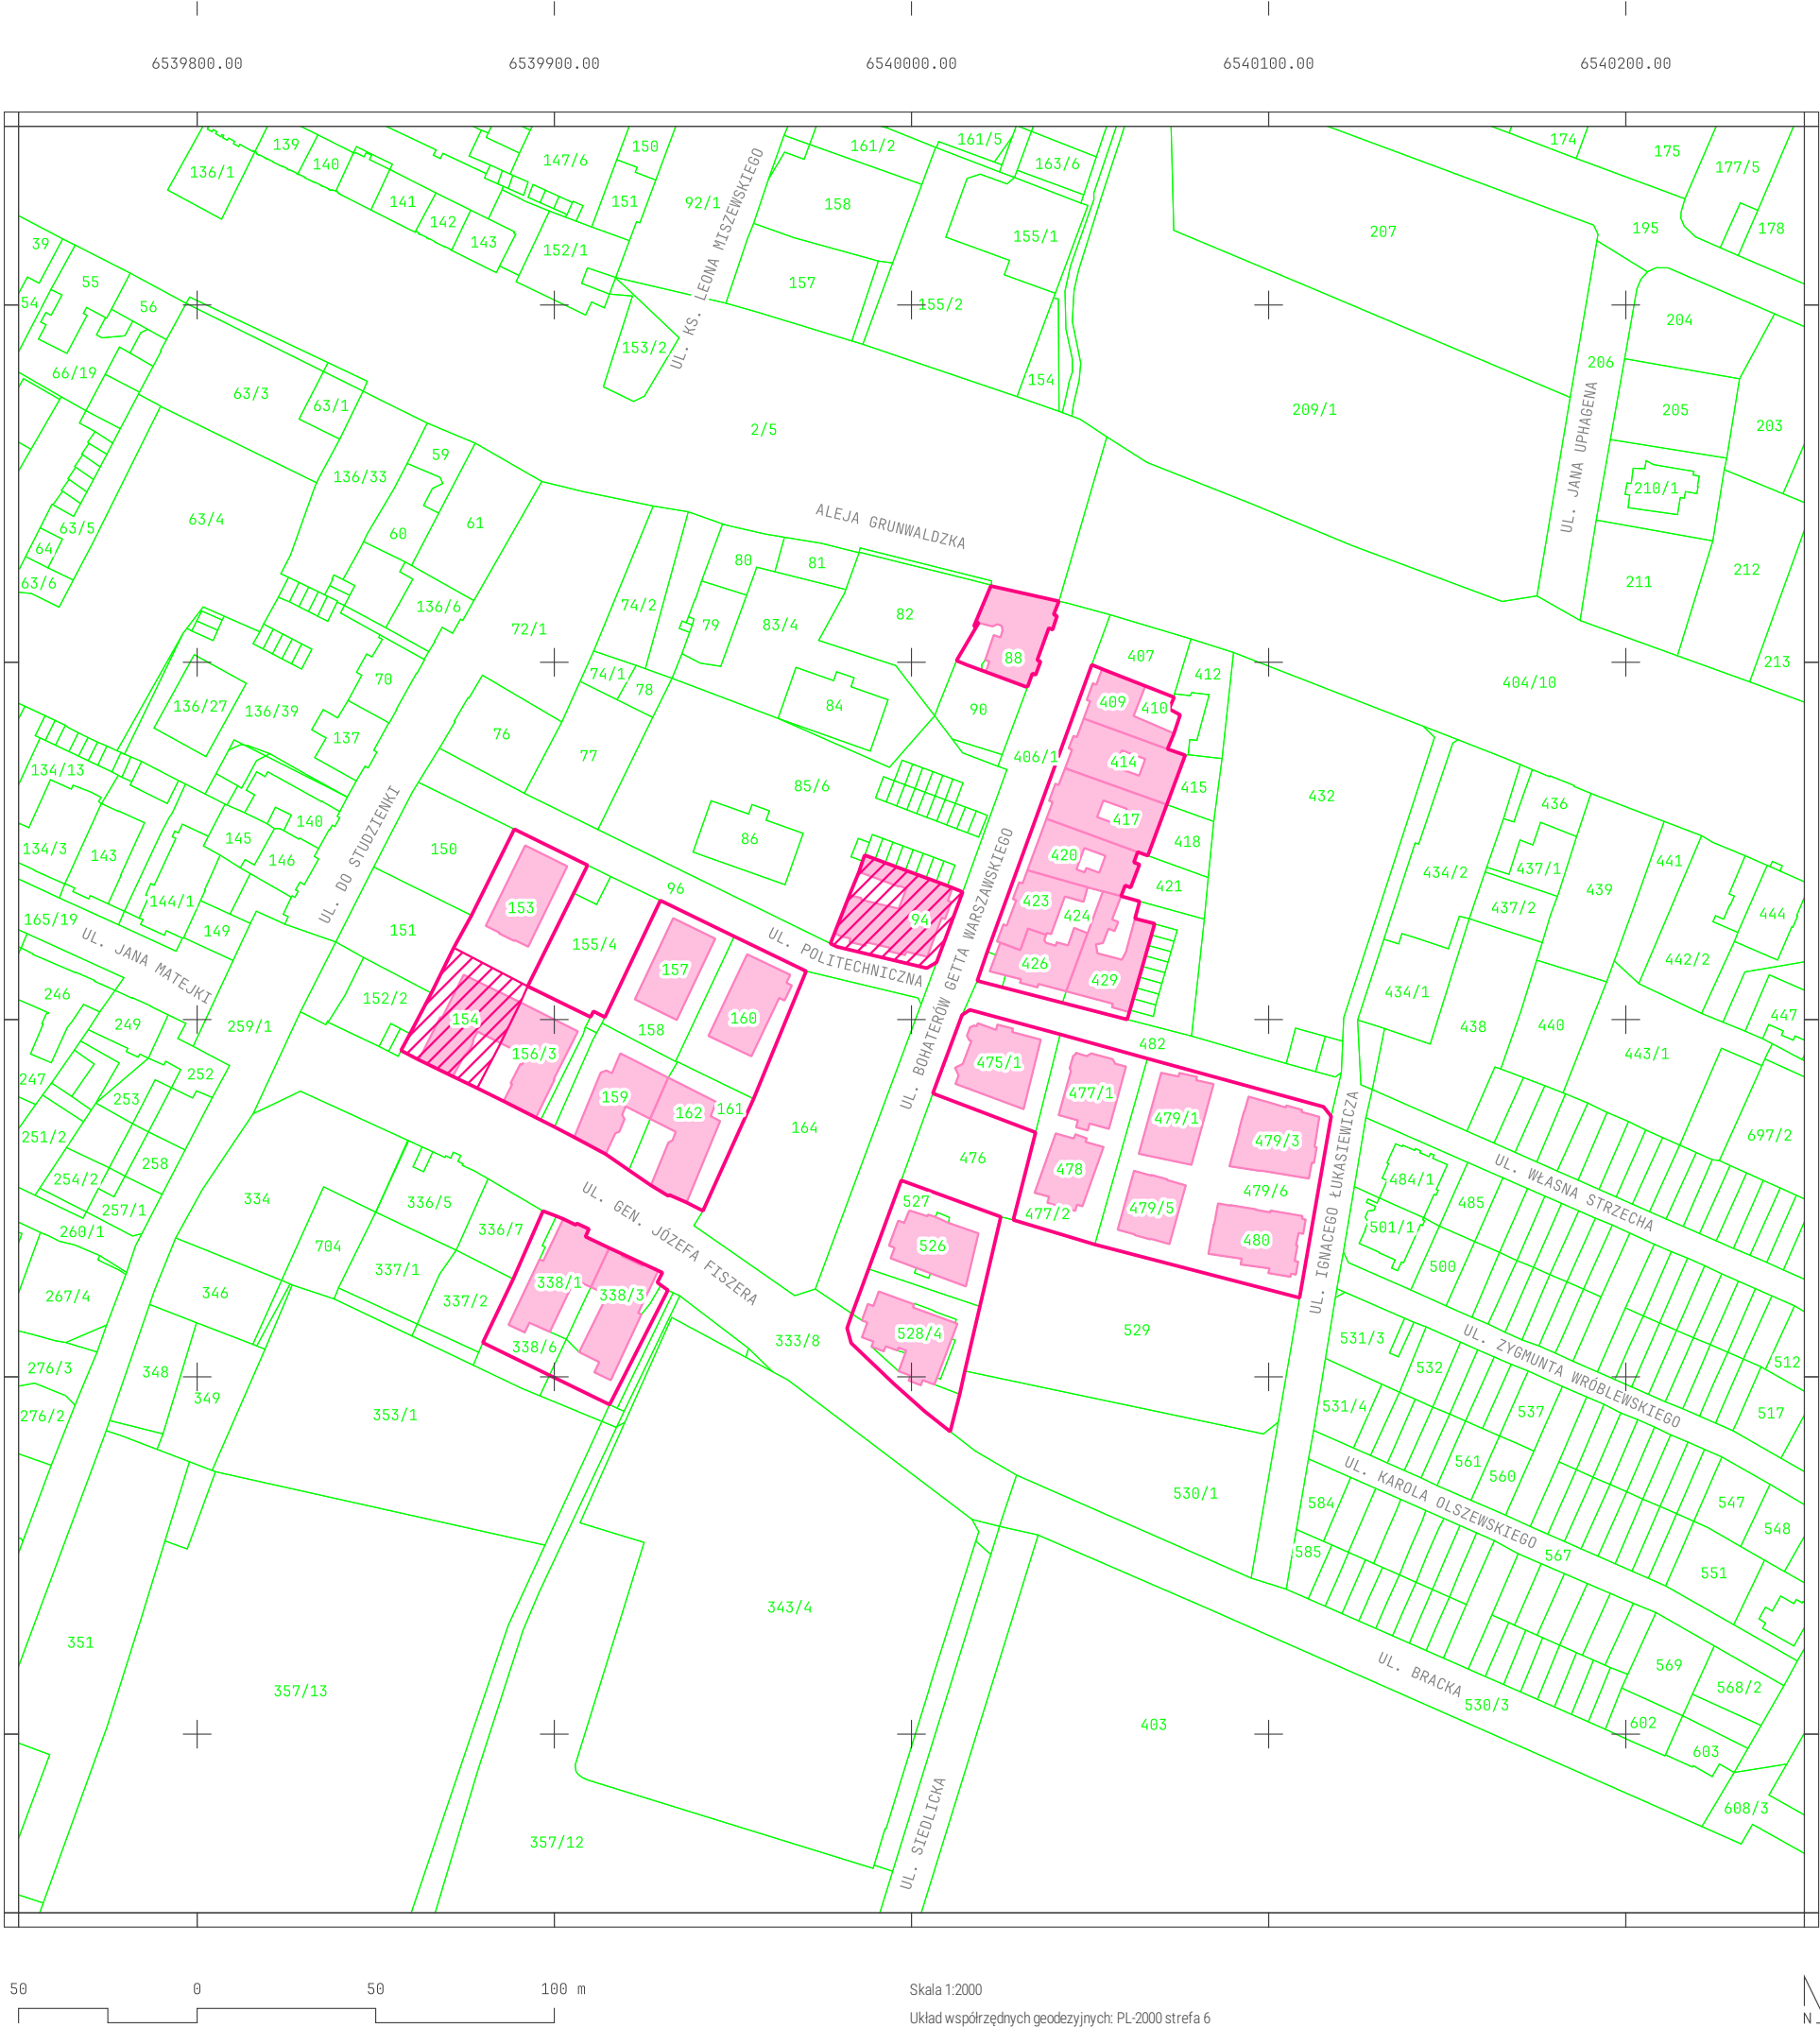 6539800.00 6539900.00 6540000.00 6540100.00 6540200.00
139 147/6 150 161/2 161/5 174 175
136/1 140 163/6 177/5
141 151 92/1 158
142 143 152/1 155/1 207 195 178
39 55 56 157
54 155/2 204
153/2 206
66/19 63/3 63/1 154 209/1 205 203
2/5
59
136/33
210/1
63/4 63/5 60 61
64 80 81 211 212
63/6 136/6 74/2 79 83/4 82
72/1 88 407 213
70 74/1 78 412 404/10
136/27 136/39 84 90 409 410
137 76 77 406/1 414
134/13 85/6 415 432 436
140 417
134/3 143 145 146 150 86 418 441
420 434/2 437/1
144/1 96 421 439
165/19 149 151 153 94 423 424 437/2 444
155/4 426 429 442/2
246 152/2 157 434/1
249 259/1 154 160 438 440 447
156/3 158 482 443/1
247 252 475/1
253 159 162 161 477/1
251/2 164 479/1 479/3 697/2
254/2 258 476 478 484/1
334 336/5 527 477/2 479/5 479/6 485
257/1 336/7 501/1
260/1 704 526 480
337/1 500
267/4 346 337/2 338/1 338/3
338/6 333/8 528/4 529 531/3
276/3 348 532 512
349
276/2 353/1 531/4 537 517
561 560
530/1 584 547
548
585 567
551
343/4
351 569
357/13 568/2
403 530/3 602
603
608/3
357/12
UL. KS. LEONA MISZEWSKIEGO
UL. JANA UPHAGENA
ALEJA GRUNWALDZKA
UL. DO STUDZIENKI
UL. JANA MATEJKI
UL. POLITECHNICZNA
UL. BOHATERÓW GETTA WARSZAWSKIEGO
UL. GEN. JÓZEFA FISZERA
UL. IGNACEGO ŁUKASIEWICZA
UL. WŁASNA STRZECHA
UL. ZYGMUNTA WRÓBLEWSKIEGO
UL. KAROLA OLSZEWSKIEGO
UL. BRACKA
UL. SIEDLICKA
50 0 50 100 m
Skala 1:2000
Układ współrzędnych geodezyjnych: PL-2000 strefa 6
N